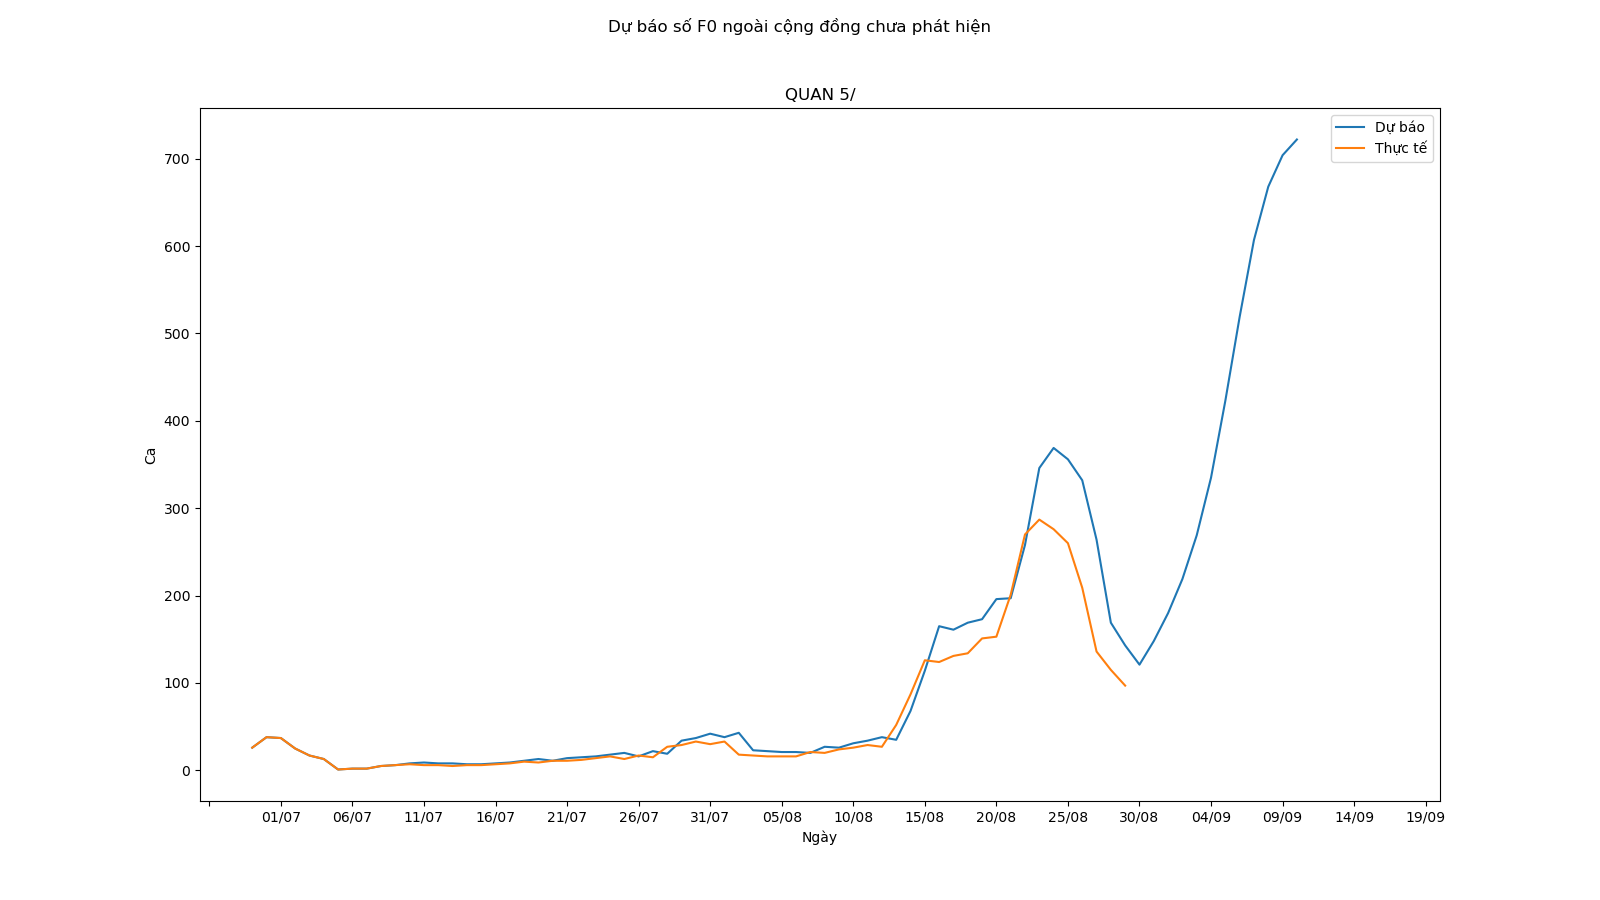 Dự báo số F0 ngoài cộng đồng chưa phát hiện
QUAN 5/
Dự báo
Thực tế
700
600
500
400
300
200
100
0
Ca
01/07 06/07 11/07 16/07 21/07 26/07 31/07 05/08 10/08 15/08 20/08 25/08 30/08 04/09 09/09 14/09 19/09
Ngày